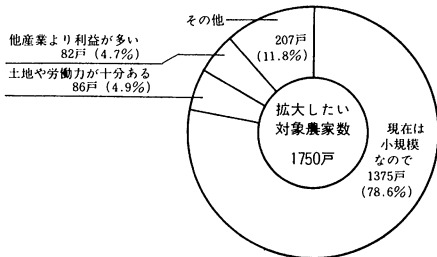 その他
207戸
(11.8%)
他産業より利益が多い
82戸(4.7%)
土地や労働力が十分ある
86戸(4.9%)
拡大したい
対象農家数
1750戸
現在は
小規模
なので
1375戸
(78.6%)